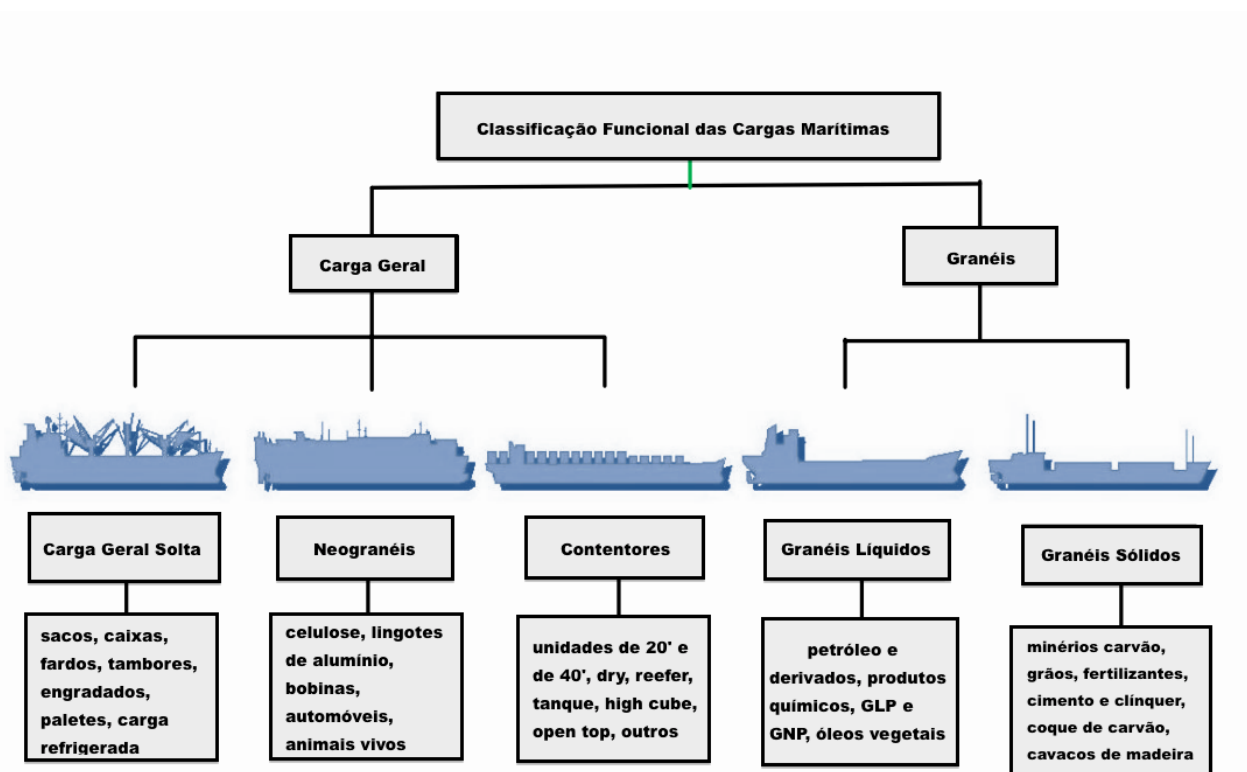 Classificação Funcional das Cargas Marítimas
Carga Geral
Granéis
Carga Geral Solta
Neogranéis
Contentores
Granéis Líquidos
Granéis Sólidos
sacos, caixas,
fardos, tambores,
engradados,
paletes, carga
refrigerada
celulose, lingotes
de alumínio,
bobinas,
automóveis,
animais vivos
unidades de 20' e
de 40', dry, reefer,
tanque, high cube,
open top, outros
petróleo e
derivados, produtos
químicos, GLP e
GNP, óleos vegetais
minérios carvão,
grãos, fertilizantes,
cimento e clínquer,
coque de carvão,
cavacos de madeira